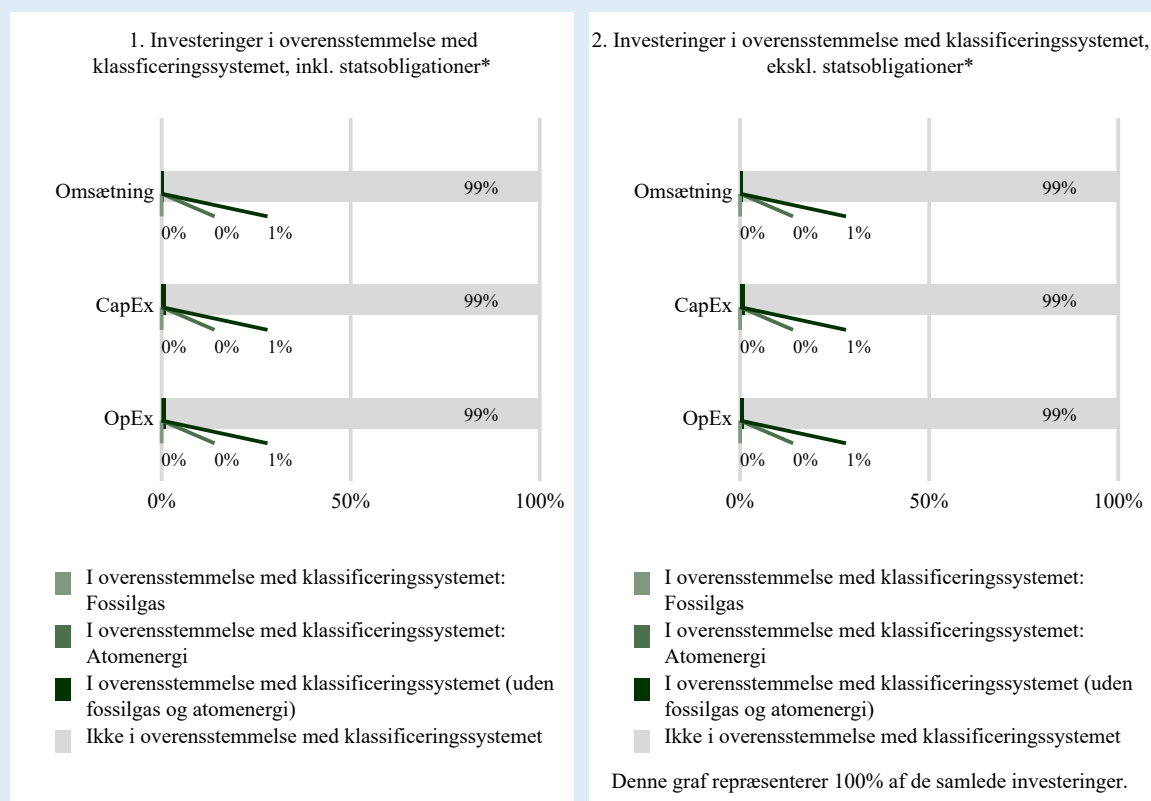 1. Investeringer i overensstemmelse med
klassficeringssystemet, inkl. statsobligationer*
Omsætning
99%
0% 0% 1%
CapEx
99%
0% 0% 1%
OpEx
99%
0% 0% 1%
0% 50% 100%
I overensstemmelse med klassificeringssystemet:
Fossilgas
I overensstemmelse med klassificeringssystemet:
Atomenergi
I overensstemmelse med klassificeringssystemet (uden
fossilgas og atomenergi)
Ikke i overensstemmelse med klassificeringssystemet
2. Investeringer i overensstemmelse med klassificeringssystemet,
ekskl. statsobligationer*
Omsætning
99%
0% 0% 1%
CapEx
99%
0% 0% 1%
OpEx
99%
0% 0% 1%
0% 50% 100%
I overensstemmelse med klassificeringssystemet:
Fossilgas
I overensstemmelse med klassificeringssystemet:
Atomenergi
I overensstemmelse med klassificeringssystemet (uden
fossilgas og atomenergi)
Ikke i overensstemmelse med klassificeringssystemet
Denne graf repræsenterer 100% af de samlede investeringer.